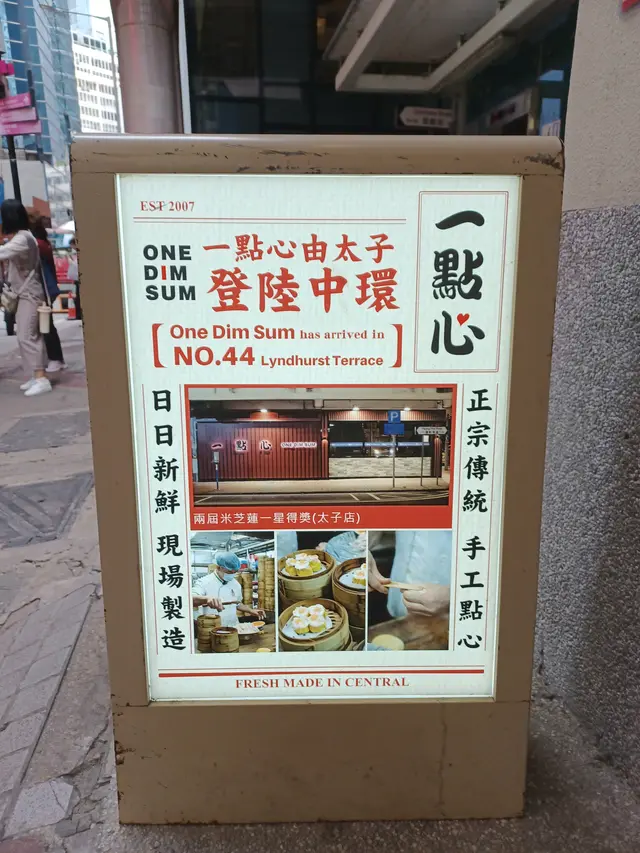 EST 2007
ONE
DIM
SUM
一點心由太子
登陸中環
One Dim Sum has arrived in
NO.44 Lyndhurst Terrace
一點心
日日新鮮 現場製造
正宗傳統 手工點心
一點心 ONE DIM SUM
P
兩屆米芝蓮一星得獎(太子店)
FRESH MADE IN CENTRAL